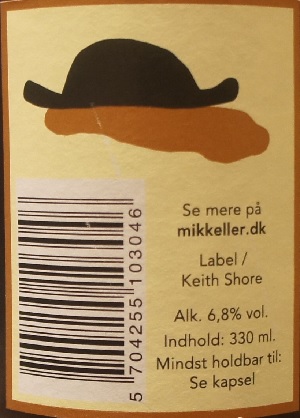 Se mere på
mikkeller.dk
Label /
Keith Shore
Alk. 6,8% vol.
Indhold: 330 ml.
Mindst holdbar til:
Se kapsel
5 704255 103046